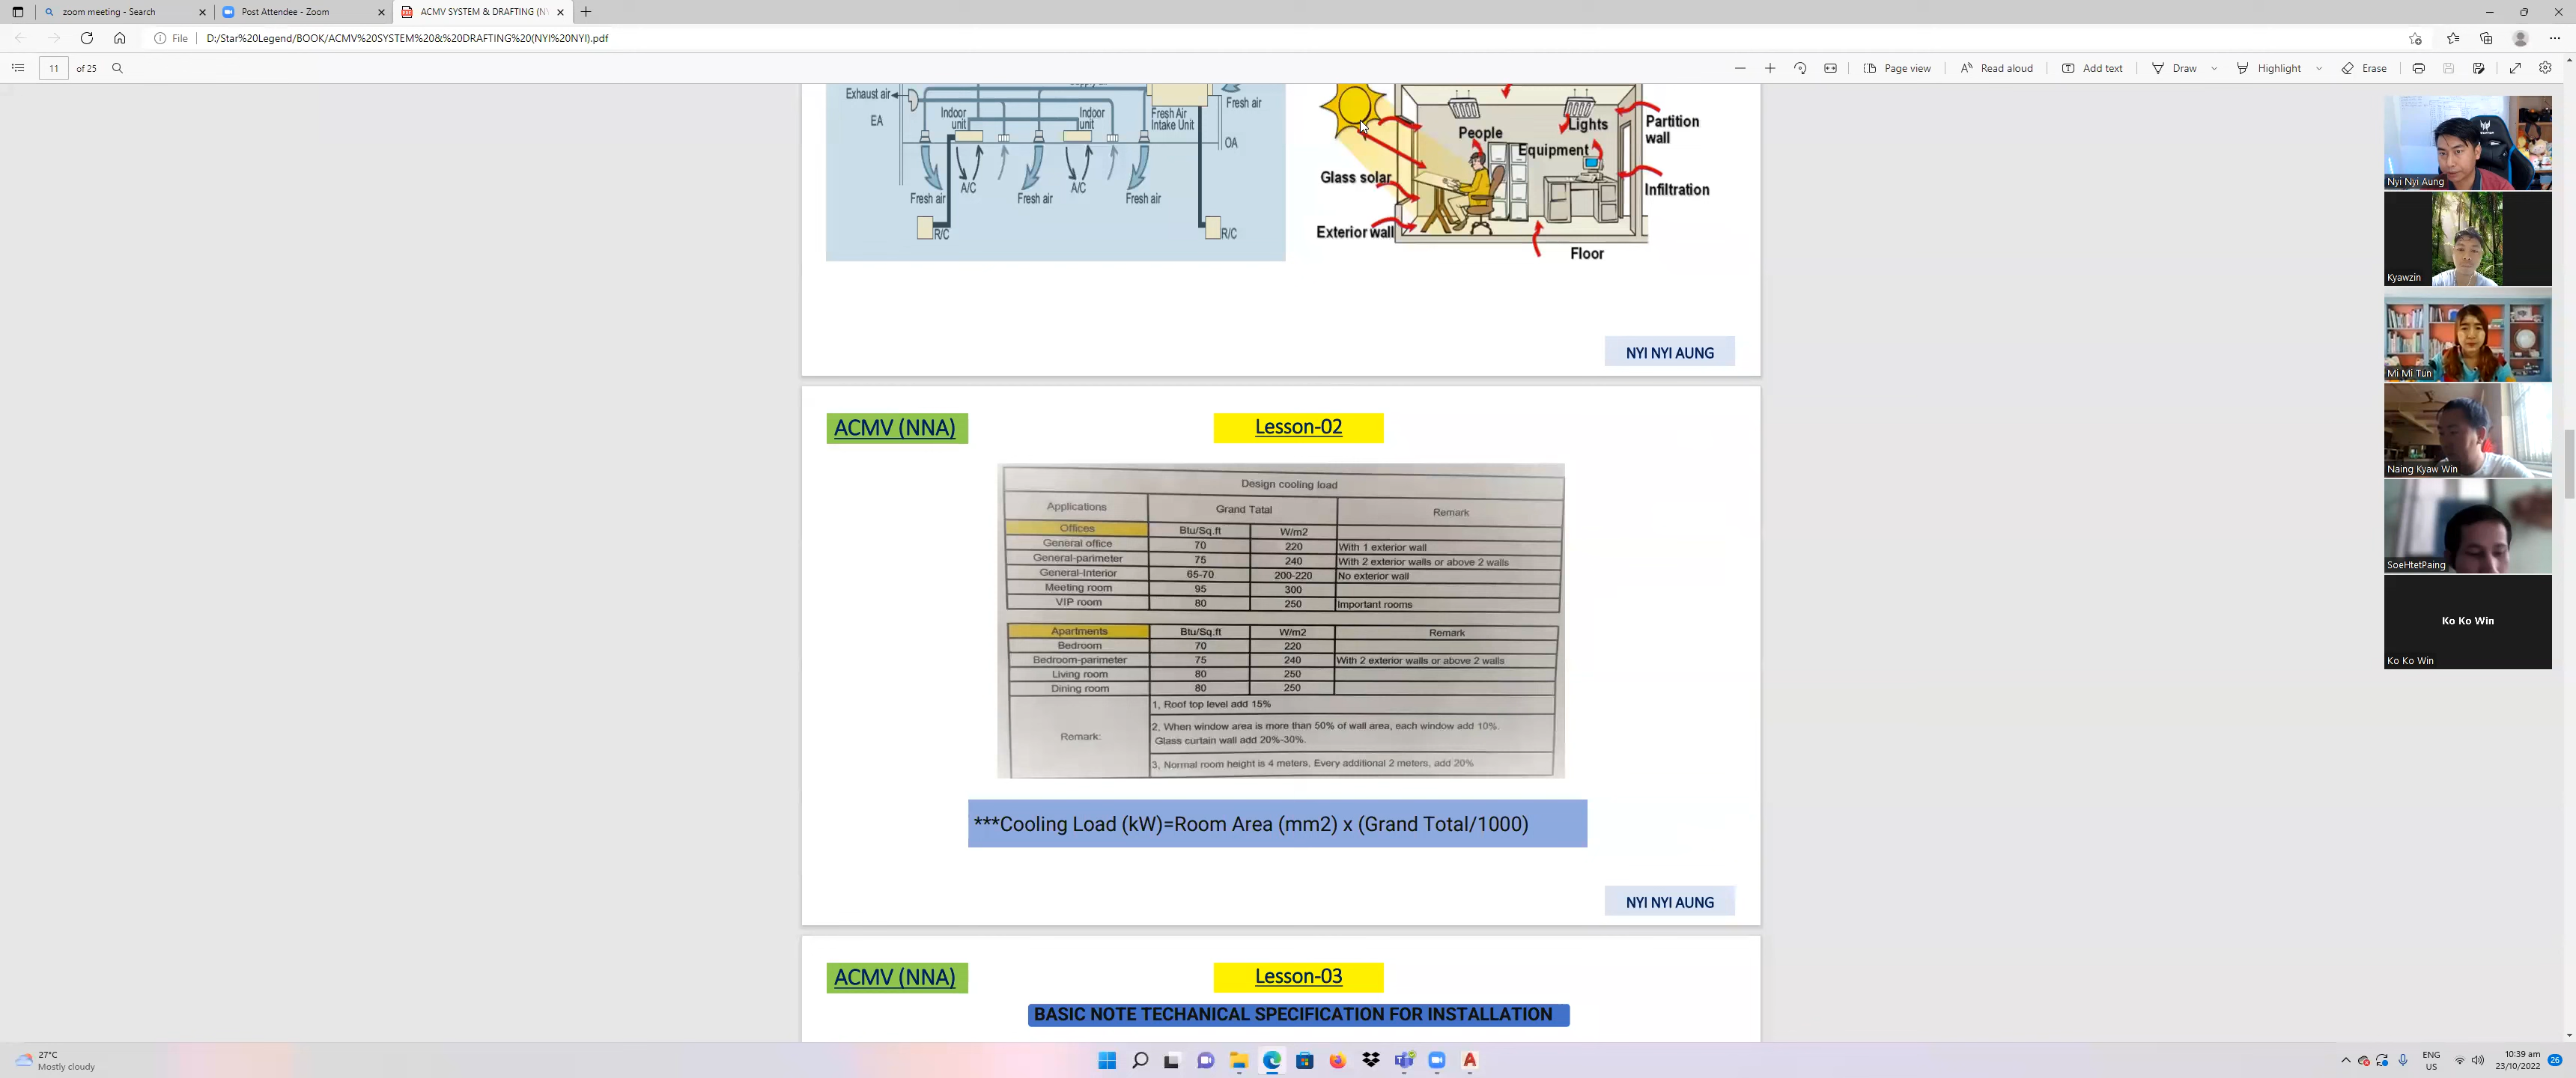 zoom meeting - Search
Post Attendee - Zoom
ACMV SYSTEM & DRAFTING (NY
File
D:/Star%20Legend/BOOK/ACMV%20SYSTEM%20&%20DRAFTING%20(NYI%20NYI).pdf
11 of 25
Page view
Read aloud
Add text
Draw
Highlight
Erase
Exhaust air
EA
Indoor unit
Indoor unit
Fresh Air Intake Unit
Fresh air
OA
A/C
A/C
Fresh air
Fresh air
Fresh air
R/C
R/C
People
Lights
Partition wall
Equipment
Glass solar
Infiltration
Exterior wall
Floor
NYI NYI AUNG
ACMV (NNA)
Lesson-02
Design cooling load
Applications Grand Tatal Remark
Offices Btu/Sq.ft W/m2
General office 70 220 With 1 exterior wall
General-parimeter 75 240 With 2 exterior walls or above 2 walls
General-Interior 65-70 200-220 No exterior wall
Meeting room 95 300
VIP room 80 250 Important rooms
Apartments Btu/Sq.ft W/m2 Remark
Bedroom 70 220
Bedroom-parimeter 75 240 With 2 exterior walls or above 2 walls
Living room 80 250
Dining room 80 250
Remark:
1, Roof top level add 15%
2, When window area is more than 50% of wall area, each window add 10%.
Glass curtain wall add 20%-30%.
3, Normal room height is 4 meters, Every additional 2 meters, add 20%
***Cooling Load (kW)=Room Area (mm2) x (Grand Total/1000)
NYI NYI AUNG
ACMV (NNA)
Lesson-03
BASIC NOTE TECHANICAL SPECIFICATION FOR INSTALLATION
Nyi Nyi Aung
Kyawzin
Mi Mi Tun
Naing Kyaw Win
SoeHtetPaing
Ko Ko Win
Ko Ko Win
27°C
Mostly cloudy
ENG
US
10:39 am
23/10/2022
26